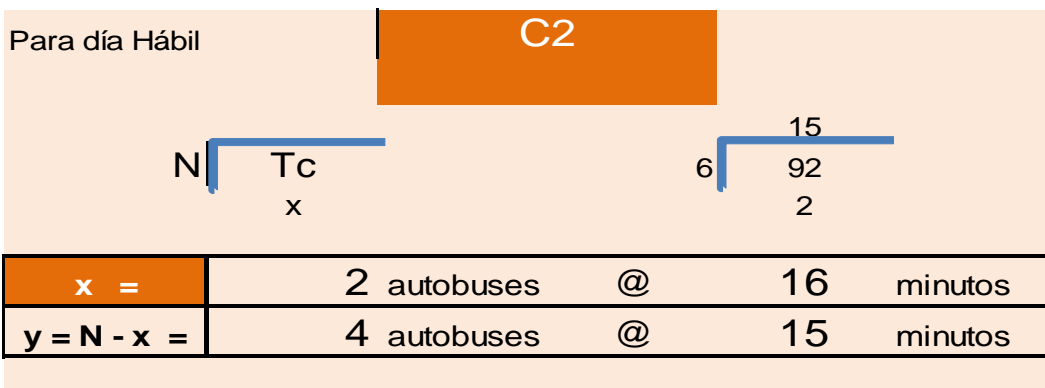 Para día Hábil
C2
15
N Tc 6 92
x 2
x = 2 autobuses @ 16 minutos
y = N - x = 4 autobuses @ 15 minutos